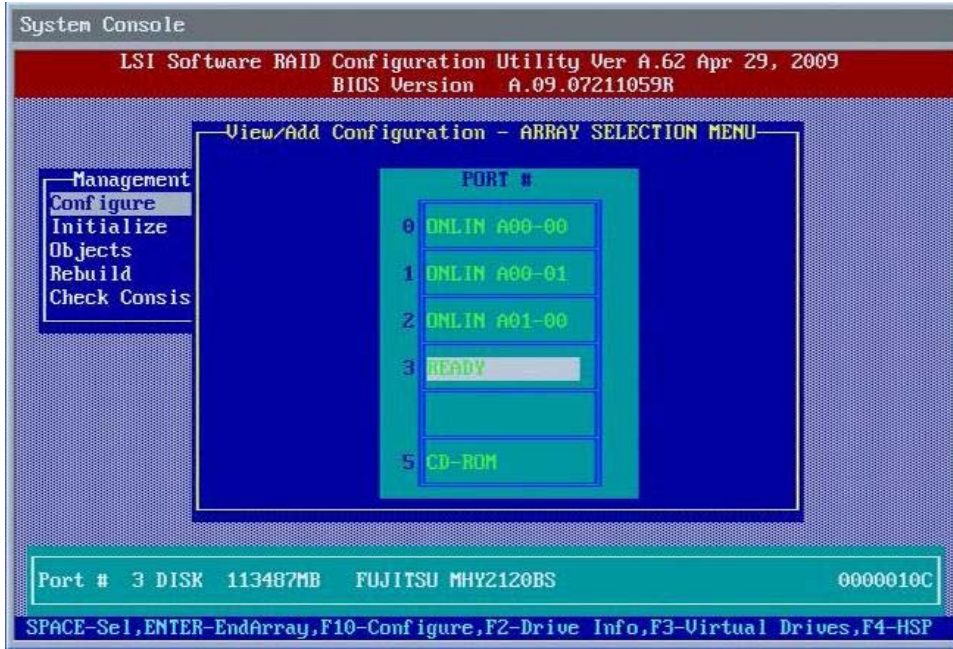 System Console
LSI Software RAID Configuration Utility Ver A.62 Apr 29, 2009
BIOS Version A.09.07211059R
View/Add Configuration - ARRAY SELECTION MENU
Management
Configure
Initialize
Objects
Rebuild
Check Consis
PORT #
0 ONLIN A00-00
1 ONLIN A00-01
2 ONLIN A01-00
3 READY
5 CD-ROM
Port # 3 DISK 113487MB FUJITSU MHY2120BS 0000010C
SPACE-Sel,ENTER-EndArray,F10-Configure,F2-Drive Info,F3-Virtual Drives,F4-HSP